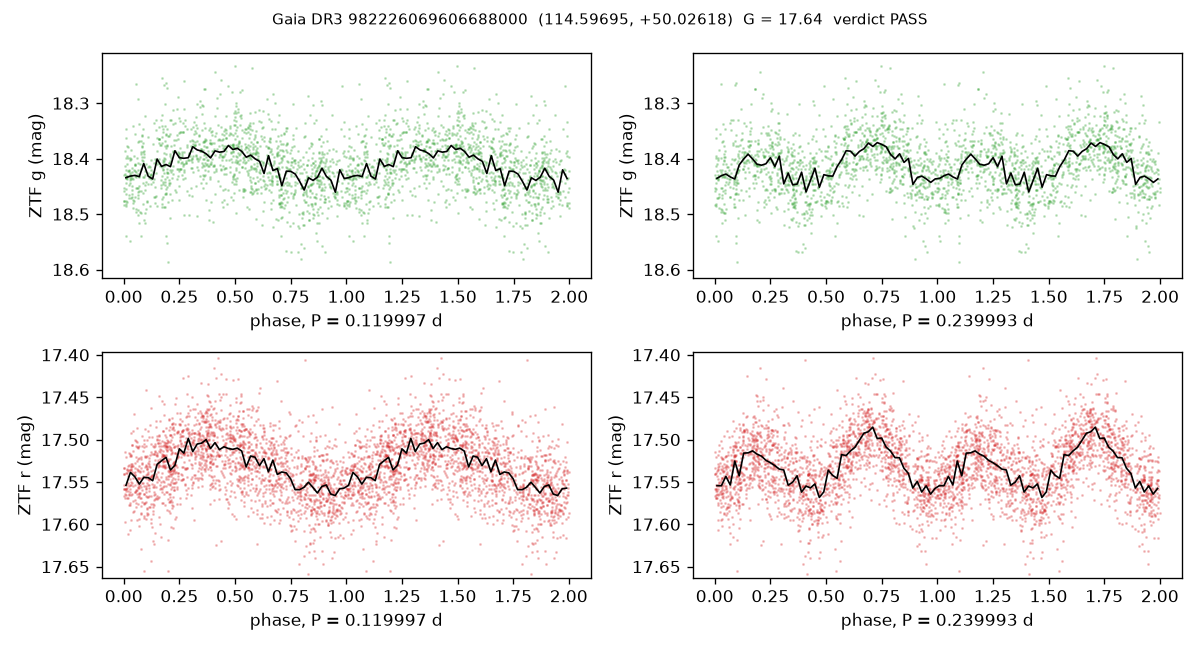 Gaia DR3 982226069606688000 (114.59695, +50.02618) G = 17.64 verdict PASS
ZTF g (mag)
18.3
18.4
18.5
18.6
0.00 0.25 0.50 0.75 1.00 1.25 1.50 1.75 2.00
phase, P = 0.119997 d
ZTF g (mag)
18.3
18.4
18.5
18.6
0.00 0.25 0.50 0.75 1.00 1.25 1.50 1.75 2.00
phase, P = 0.239993 d
ZTF r (mag)
17.40
17.45
17.50
17.55
17.60
17.65
0.00 0.25 0.50 0.75 1.00 1.25 1.50 1.75 2.00
phase, P = 0.119997 d
ZTF r (mag)
17.40
17.45
17.50
17.55
17.60
17.65
0.00 0.25 0.50 0.75 1.00 1.25 1.50 1.75 2.00
phase, P = 0.239993 d